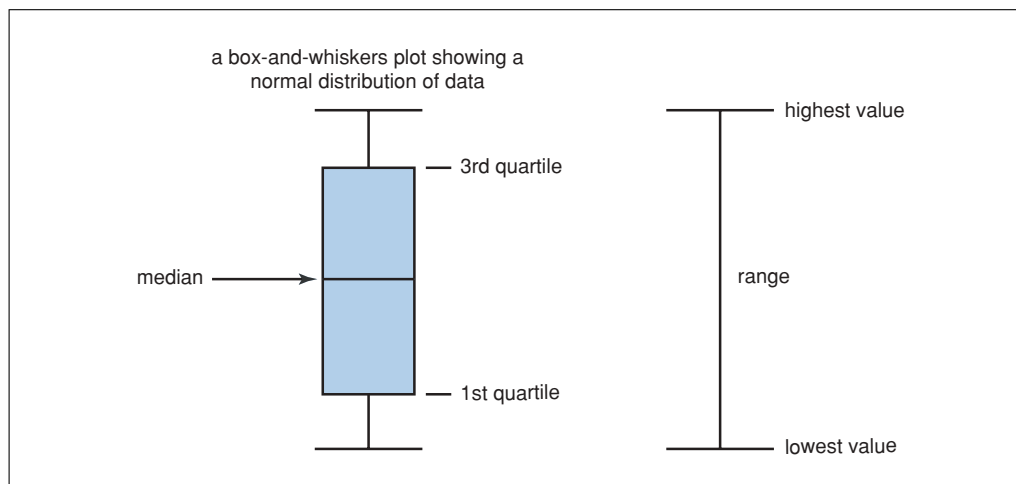 a box-and-whiskers plot showing a
normal distribution of data
highest value
3rd quartile
median
range
1st quartile
lowest value